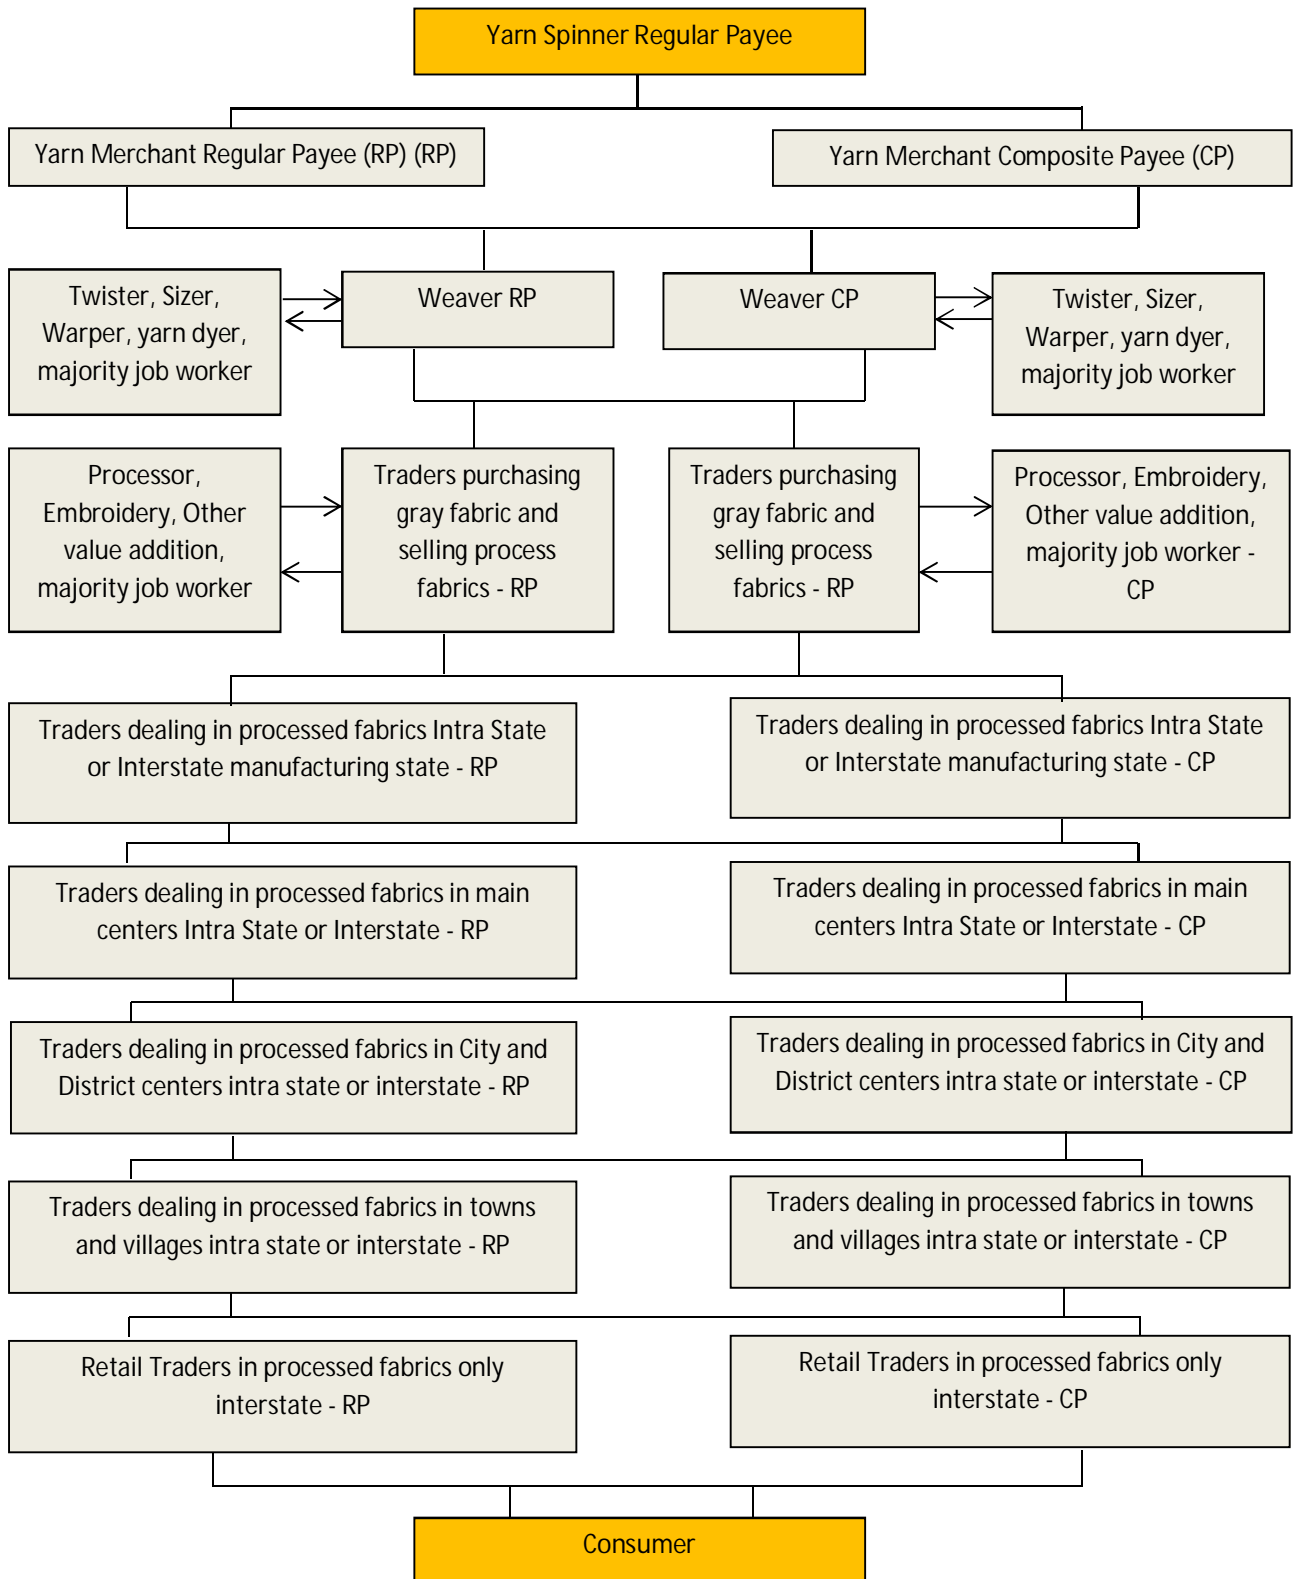 Yarn Spinner Regular Payee
Yarn Merchant Regular Payee (RP) (RP)
Yarn Merchant Composite Payee (CP)
Twister, Sizer,
Warper, yarn dyer,
majority job worker
Weaver RP
Weaver CP
Twister, Sizer,
Warper, yarn dyer,
majority job worker
Processor,
Embroidery, Other
value addition,
majority job worker
Traders purchasing
gray fabric and
selling process
fabrics - RP
Traders purchasing
gray fabric and
selling process
fabrics - RP
Processor, Embroidery,
Other value addition,
majority job worker -
CP
Traders dealing in processed fabrics Intra State
or Interstate manufacturing state - RP
Traders dealing in processed fabrics Intra State
or Interstate manufacturing state - CP
Traders dealing in processed fabrics in main
centers Intra State or Interstate - RP
Traders dealing in processed fabrics in main
centers Intra State or Interstate - CP
Traders dealing in processed fabrics in City and
District centers intra state or interstate - RP
Traders dealing in processed fabrics in City and
District centers intra state or interstate - CP
Traders dealing in processed fabrics in towns
and villages intra state or interstate - RP
Traders dealing in processed fabrics in towns
and villages intra state or interstate - CP
Retail Traders in processed fabrics only
interstate - RP
Retail Traders in processed fabrics only
interstate - CP
Consumer